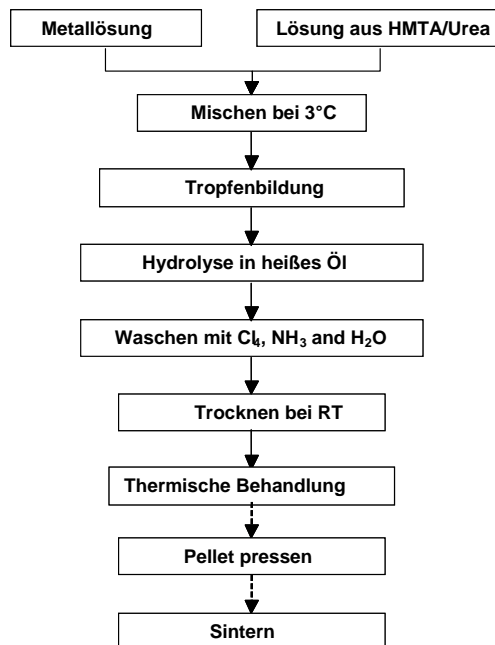 Metallösung
Lösung aus HMTA/Urea
Mischen bei 3°C
Tropfenbildung
Hydrolyse in heißes Öl
Waschen mit Cl₄, NH₃ and H₂O
Trocknen bei RT
Thermische Behandlung
Pellet pressen
Sintern